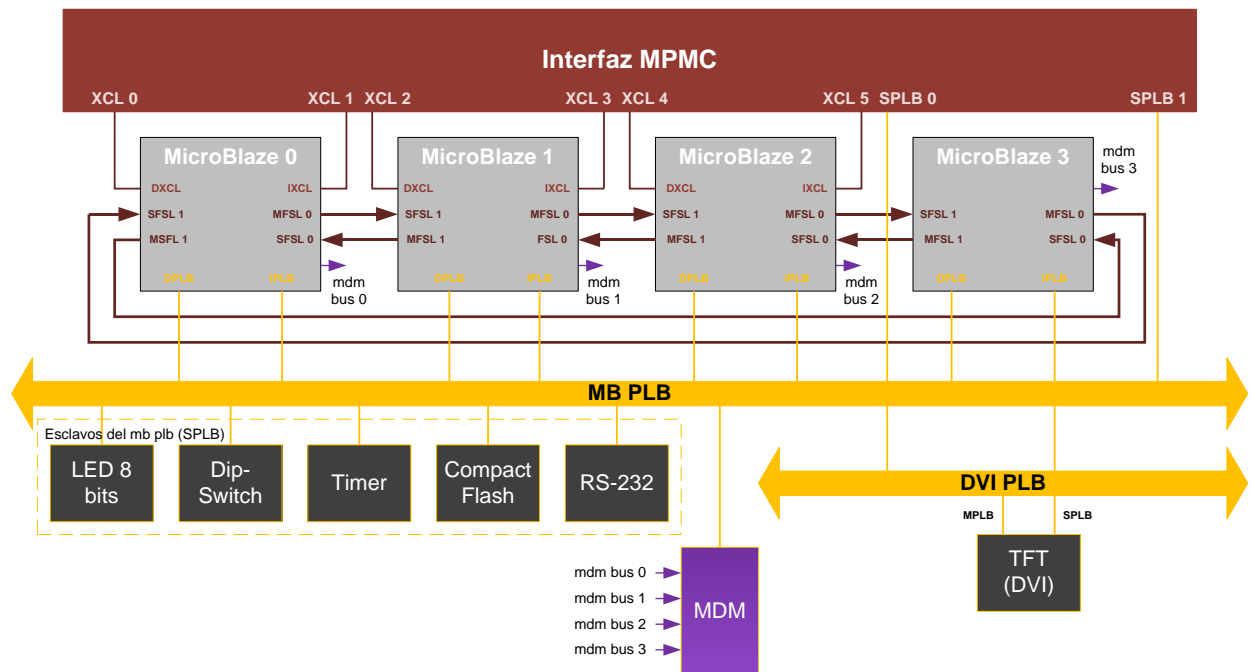 Interfaz MPMC
XCL 0
XCL 1
XCL 2
XCL 3
XCL 4
XCL 5
SPLB 0
SPLB 1
MicroBlaze 0
MicroBlaze 1
MicroBlaze 2
MicroBlaze 3
mdm
bus 3
DXCL
IXCL
DXCL
IXCL
DXCL
IXCL
SFSL 1
MFSL 0
SFSL 1
MFSL 0
SFSL 1
MFSL 0
SFSL 1
MFSL 0
MSFL 1
SFSL 0
MFSL 1
FSL 0
MFSL 1
SFSL 0
MFSL 1
SFSL 0
DPLB
IPLB
DPLB
IPLB
DPLB
IPLB
DPLB
IPLB
mdm
bus 0
mdm
bus 1
mdm
bus 2
MB PLB
Esclavos del mb plb (SPLB)
LED 8
bits
Dip-
Switch
Timer
Compact
Flash
RS-232
DVI PLB
MPLB
SPLB
TFT
(DVI)
mdm bus 0
mdm bus 1
mdm bus 2
mdm bus 3
MDM